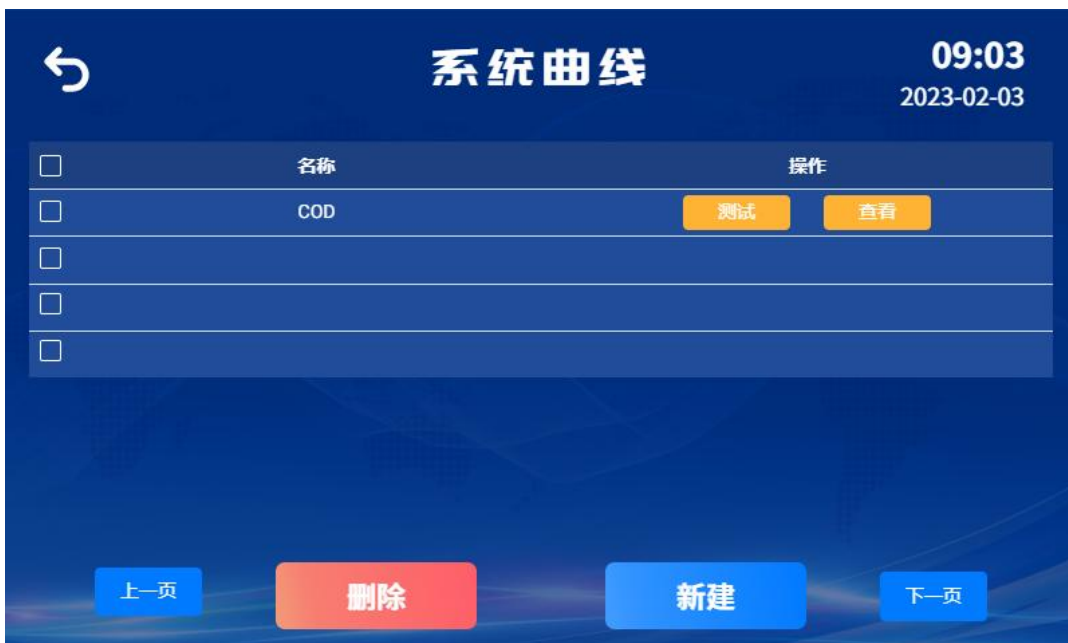 系统曲线
09:03
2023-02-03
名称 操作
COD 测试 查看
上一页 删除 新建 下一页